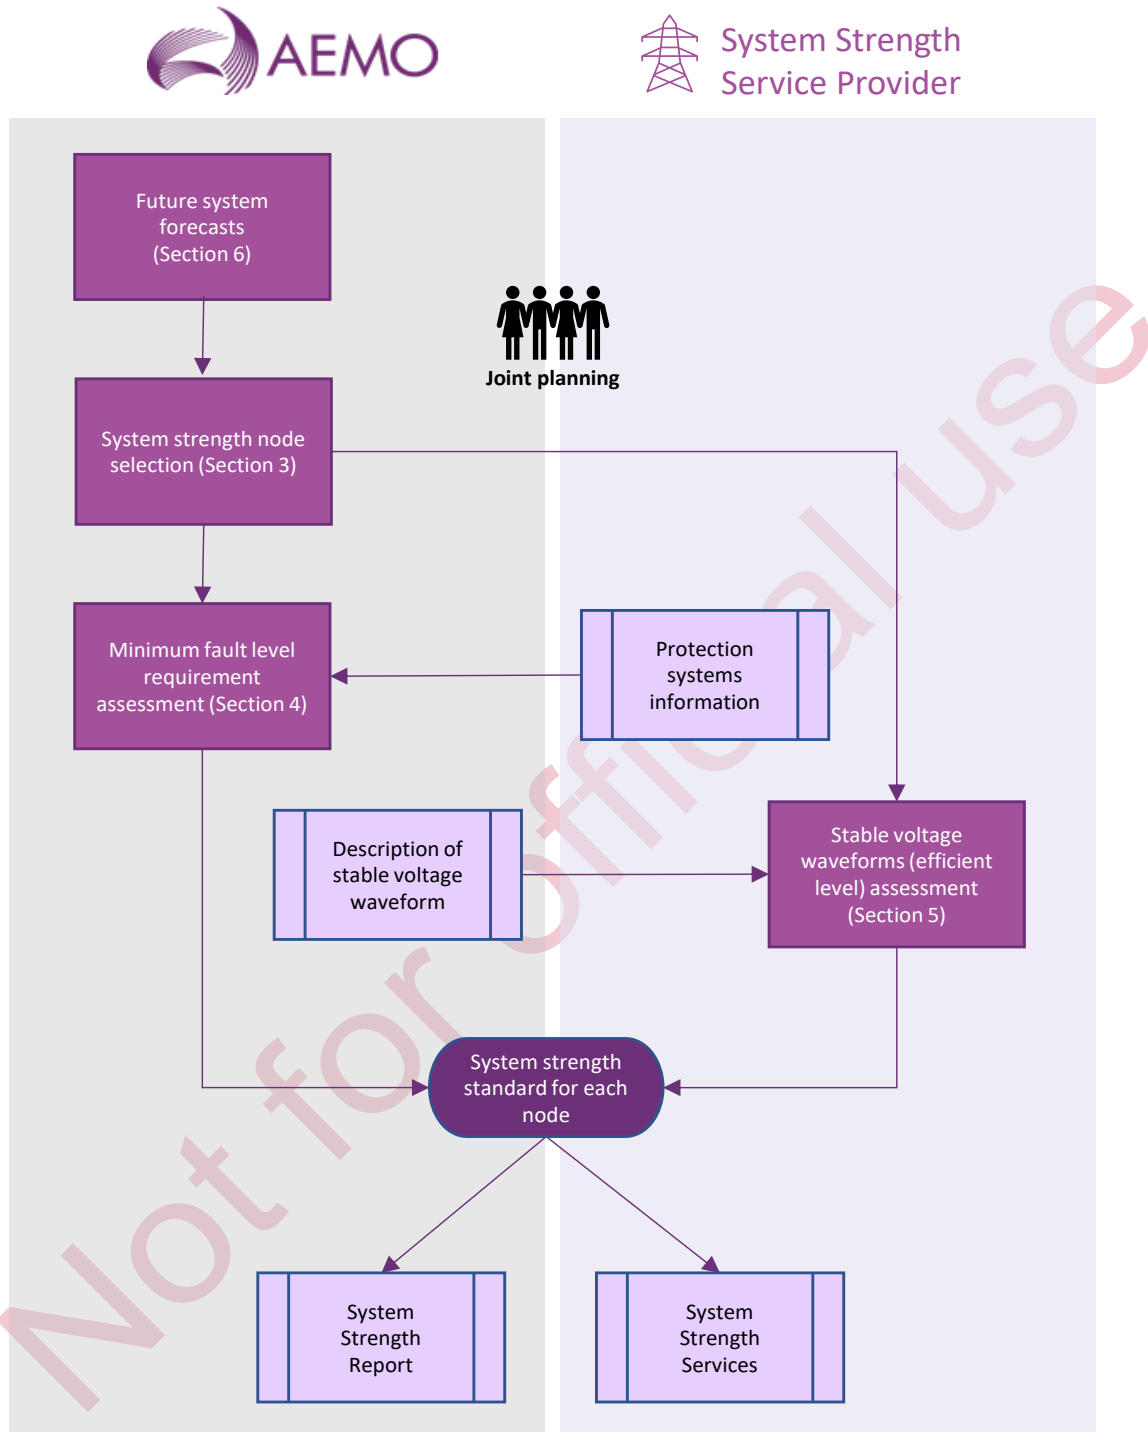 AEMO
System Strength
Service Provider
Future system
forecasts
(Section 6)
Joint planning
System strength node
selection (Section 3)
Minimum fault level
requirement
assessment (Section 4)
Protection
systems
information
Description of
stable voltage
waveform
Stable voltage
waveforms (efficient
level) assessment
(Section 5)
System strength
standard for each
node
System
Strength
Report
System
Strength
Services
Not for official use